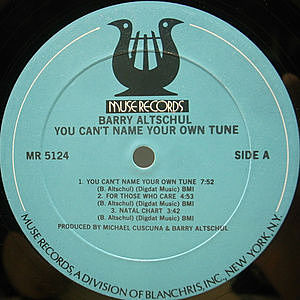 MUSE RECORDS
BARRY ALTSCHUL
YOU CAN'T NAME YOUR OWN TUNE
MR 5124
SIDE A
1. YOU CAN'T NAME YOUR OWN TUNE 7:52
(B. Altschul) (Digdat Music) BMI
2. FOR THOSE WHO CARE 4:53
(B. Altschul) (Digdat Music) BMI
3. NATAL CHART 3:42
(B. Altschul) (Digdat Music) BMI
PRODUCED BY MICHAEL CUSCUNA & BARRY ALTSCHUL
MUSE RECORDS, A DIVISION OF BLANCHRIS, INC. NEW YORK, N.Y.